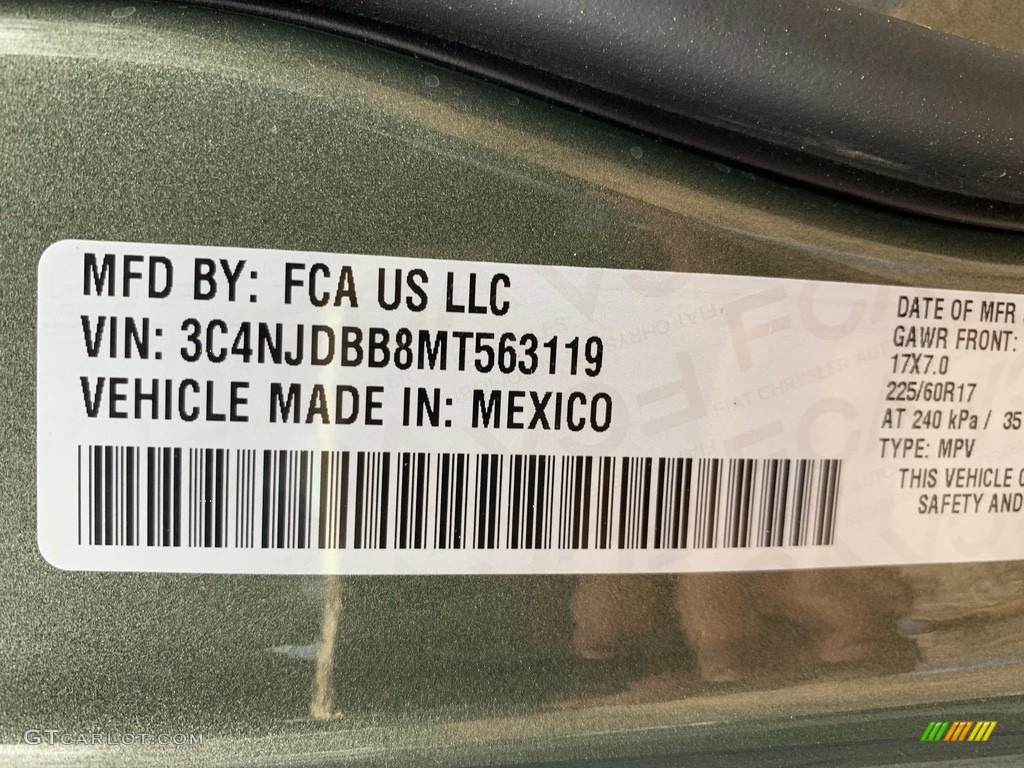 MFD BY: FCA US LLC
VIN: 3C4NJDBB8MT563119
VEHICLE MADE IN: MEXICO
DATE OF MFR
GAWR FRONT:
17X7.0
225/60R17
AT 240 kPa / 35
TYPE: MPV
THIS VEHICLE
SAFETY AND
GTCARLOT.COM